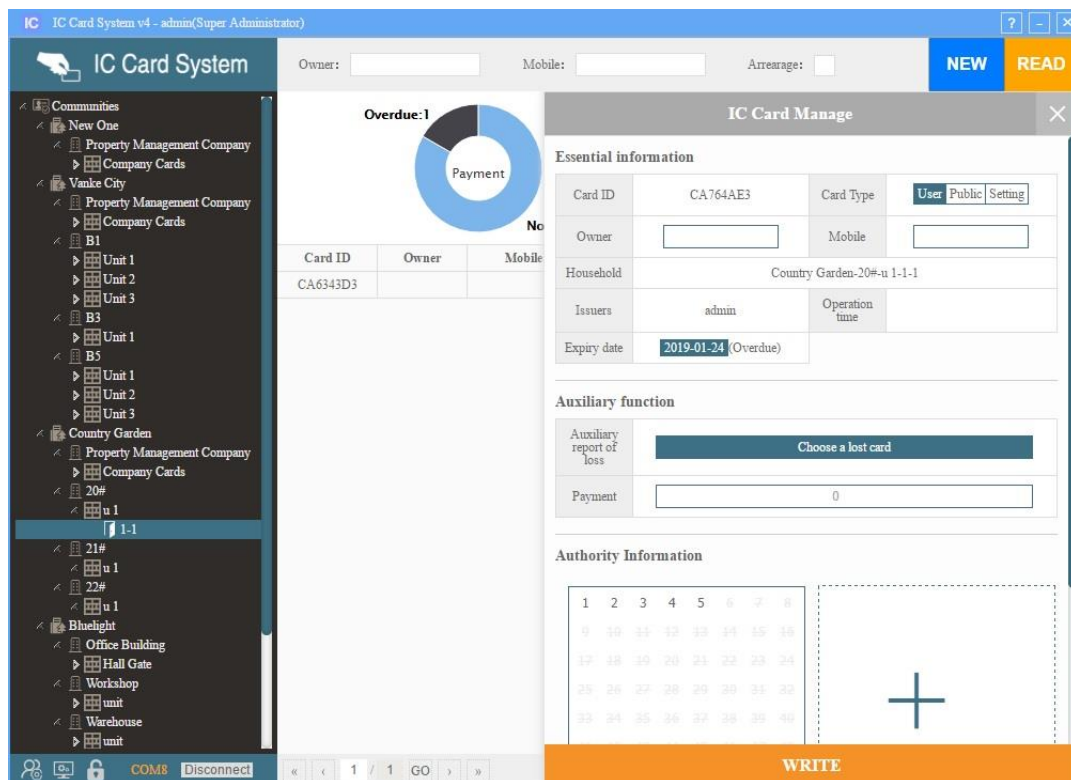 IC IC Card System v4 - admin(Super Administrator)
IC Card System
Owner:
Mobile:
Arrearage:
NEW
READ
Communities
New One
Property Management Company
Company Cards
Vanke City
Property Management Company
Company Cards
B1
Unit 1
Unit 2
Unit 3
B3
Unit 1
B5
Unit 1
Unit 2
Unit 3
Country Garden
Property Management Company
Company Cards
20#
u 1
1-1
21#
u 1
22#
u 1
Bluelight
Office Building
Hall Gate
Workshop
unit
Warehouse
unit
COM8 Disconnect
Overdue:1
Payment
No
Card ID Owner Mobile
CA6343D3
« ‹ 1 / 1 GO › »
IC Card Manage
Essential information
Card ID CA764AE3 Card Type User Public Setting
Owner Mobile
Household Country Garden-20#-u 1-1-1
Issuers admin Operation time
Expiry date 2019-01-24 (Overdue)
Auxiliary function
Auxiliary report of loss Choose a lost card
Payment 0
Authority Information
1 2 3 4 5 6 7 8
9 10 11 12 13 14 15 16
17 18 19 20 21 22 23 24
25 26 27 28 29 30 31 32
33 34 35 36 37 38 39 40
WRITE